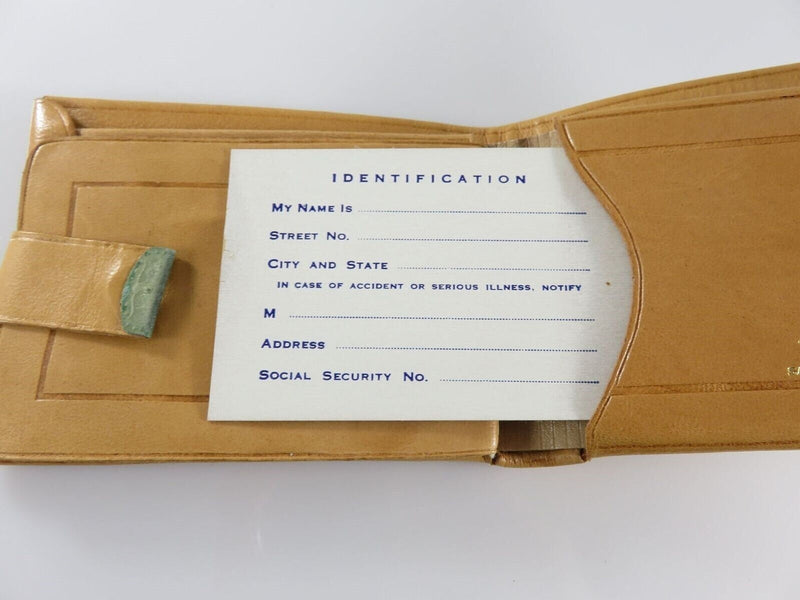 IDENTIFICATION
MY NAME IS
STREET NO.
CITY AND STATE
IN CASE OF ACCIDENT OR SERIOUS ILLNESS, NOTIFY
M
ADDRESS
SOCIAL SECURITY NO.